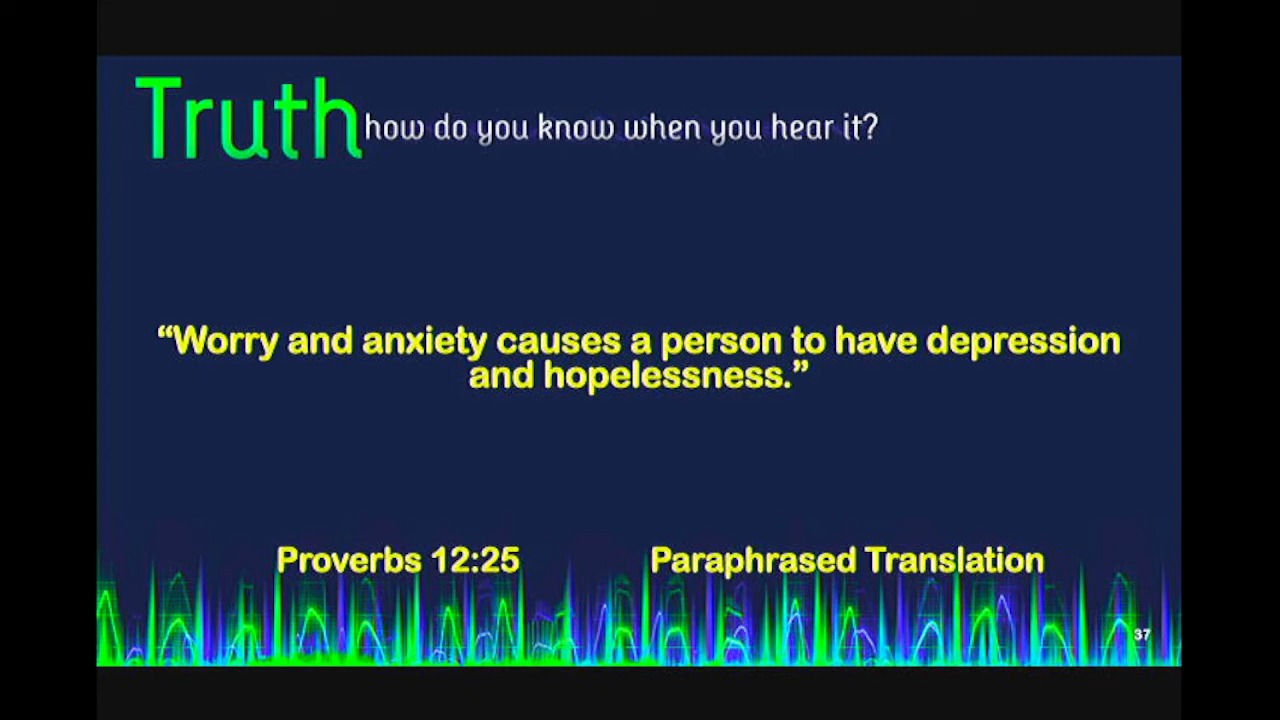 Truth how do you know when you hear it?
“Worry and anxiety causes a person to have depression
and hopelessness.”
Proverbs 12:25 Paraphrased Translation
37